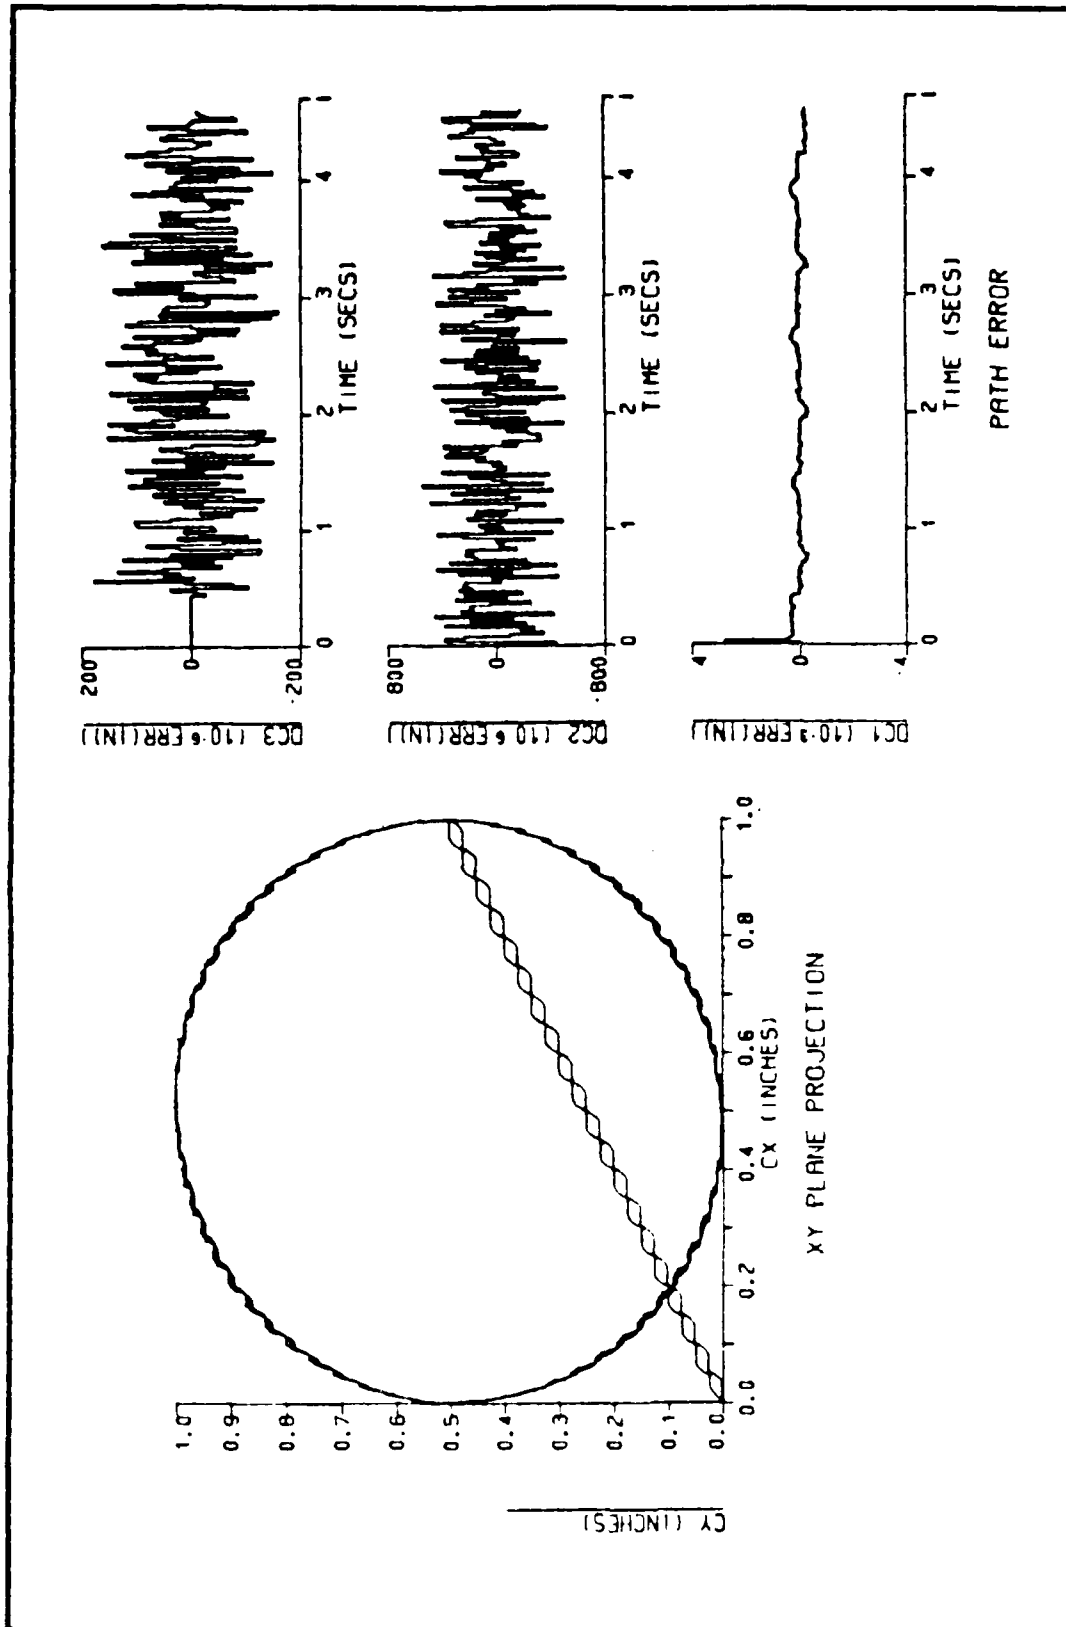 CY (INCHES)
1.0
0.9
0.8
0.7
0.6
0.5
0.4
0.3
0.2
0.1
0.0
0.0 0.2 0.4 0.6 0.8 1.0
CX (INCHES)
XY PLANE PROJECTION
DC3 (10-6 ERR(IN)
200
0
-200
0 1 2 3 4
TIME (SECS)
DC2 (10 6 ERR(IN)
800
0
-800
0 1 2 3 4
TIME (SECS)
DC1 (10-3 ERR(IN)
4
0
-4
0 1 2 3 4
TIME (SECS)
PATH ERROR